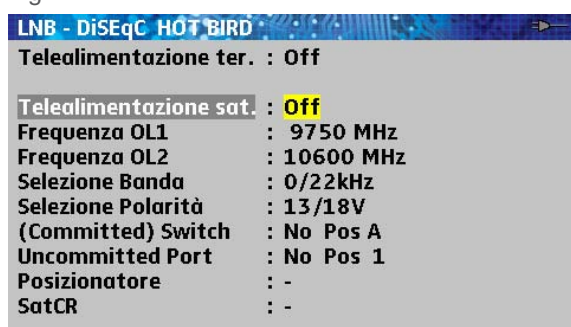 LNB - DiSEqC HOT BIRD
Telealimentazione ter. : Off
Telealimentazione sat. : Off
Frequenza OL1 : 9750 MHz
Frequenza OL2 : 10600 MHz
Selezione Banda : 0/22kHz
Selezione Polarità : 13/18V
(Committed) Switch : No Pos A
Uncommitted Port : No Pos 1
Posizionatore : -
SatCR : -